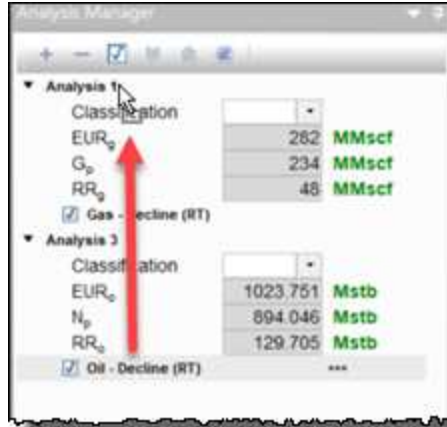 Analysis Manager
Analysis 1
Classification
EURg 282 MMscf
Gp 234 MMscf
RRg 48 MMscf
Gas - Decline (RT)
Analysis 3
Classification
EURo 1023.751 Mstb
Np 894.046 Mstb
RRo 129.705 Mstb
Oil - Decline (RT) •••